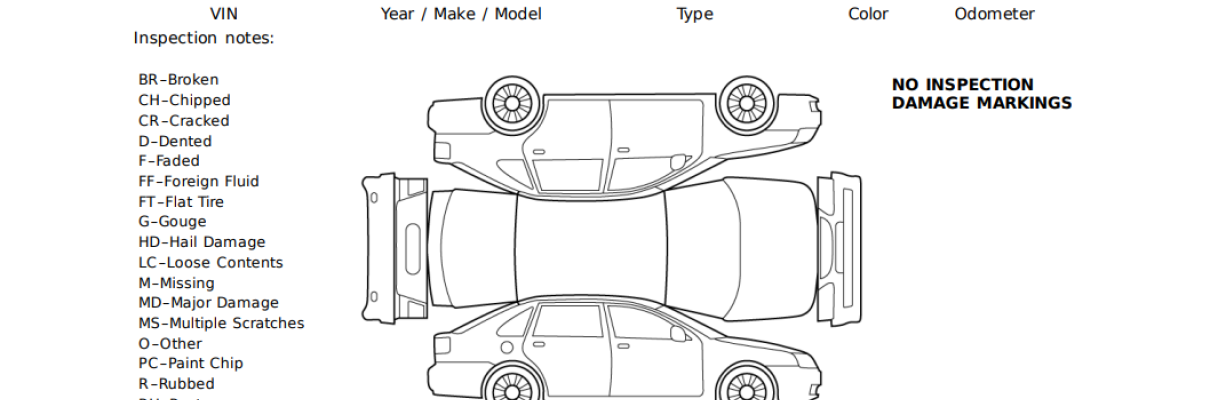 VIN Year / Make / Model Type Color Odometer
Inspection notes:
BR–Broken
CH–Chipped
CR–Cracked
D–Dented
F–Faded
FF–Foreign Fluid
FT–Flat Tire
G–Gouge
HD–Hail Damage
LC–Loose Contents
M–Missing
MD–Major Damage
MS–Multiple Scratches
O–Other
PC–Paint Chip
R–Rubbed
NO INSPECTION
DAMAGE MARKINGS